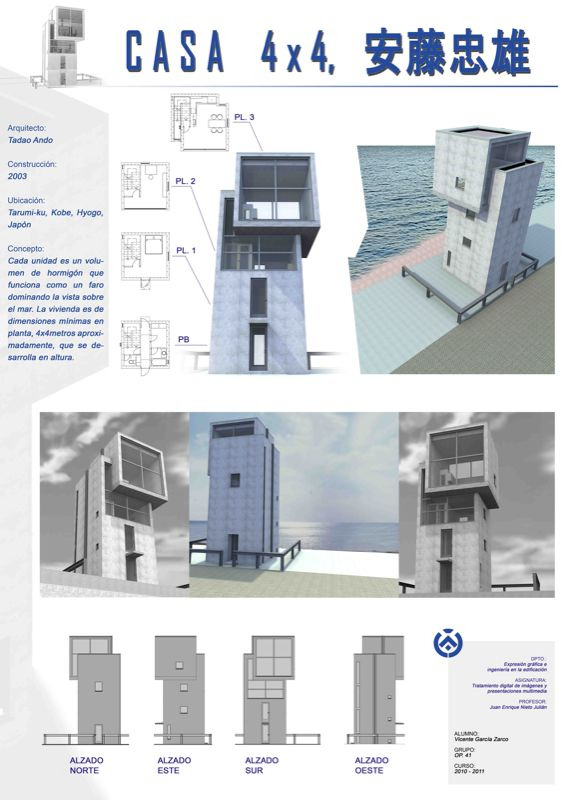 CASA 4x4, 安藤忠雄
PL. 3
PL. 2
PL. 1
PB
Arquitecto:
Tadao Ando
Construcción:
2003
Ubicación:
Tarumi-ku, Kobe, Hyogo,
Japón
Concepto:
Cada unidad es un volu-
men de hormigón que
funciona como un faro
dominando la vista sobre
el mar. La vivienda es de
dimensiones mínimas en
planta, 4x4metros aproxi-
madamente, que se de-
sarrolla en altura.
ALZADO
NORTE
ALZADO
ESTE
ALZADO
SUR
ALZADO
OESTE
DPTO.:
Expresión gráfica e
ingeniería en la edificación
ASIGNATURA:
Tratamiento digital de imágenes y
presentaciones multimedia
PROFESOR:
Juan Enrique Nieto Julián
ALUMNO:
Vicente García Zarco
GRUPO:
OP. 41
CURSO:
2010 - 2011